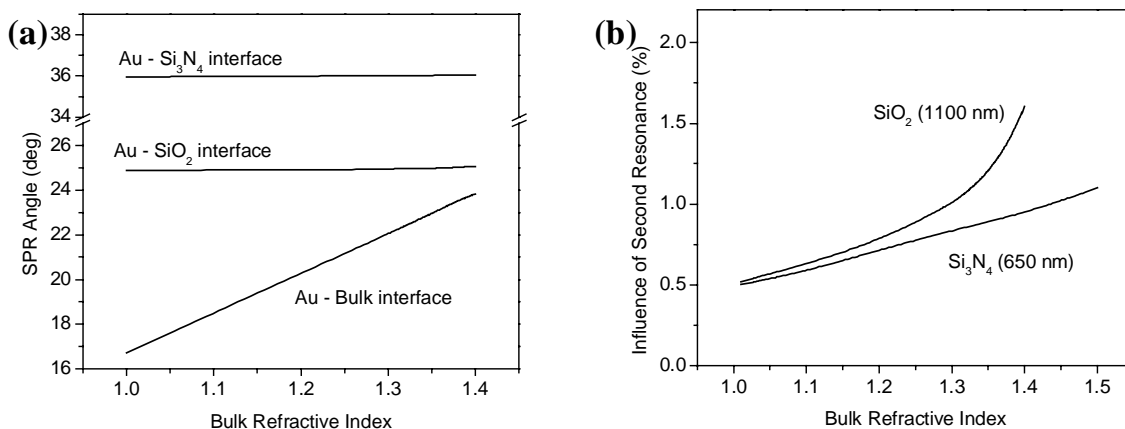 (a)
SPR Angle (deg)
38
36
34
26
24
22
20
18
16
Au - Si₃N₄ interface
Au - SiO₂ interface
Au - Bulk interface
1.0 1.1 1.2 1.3 1.4
Bulk Refractive Index
(b)
Influence of Second Resonance (%)
2.0
1.5
1.0
0.5
0.0
SiO₂ (1100 nm)
Si₃N₄ (650 nm)
1.0 1.1 1.2 1.3 1.4 1.5
Bulk Refractive Index